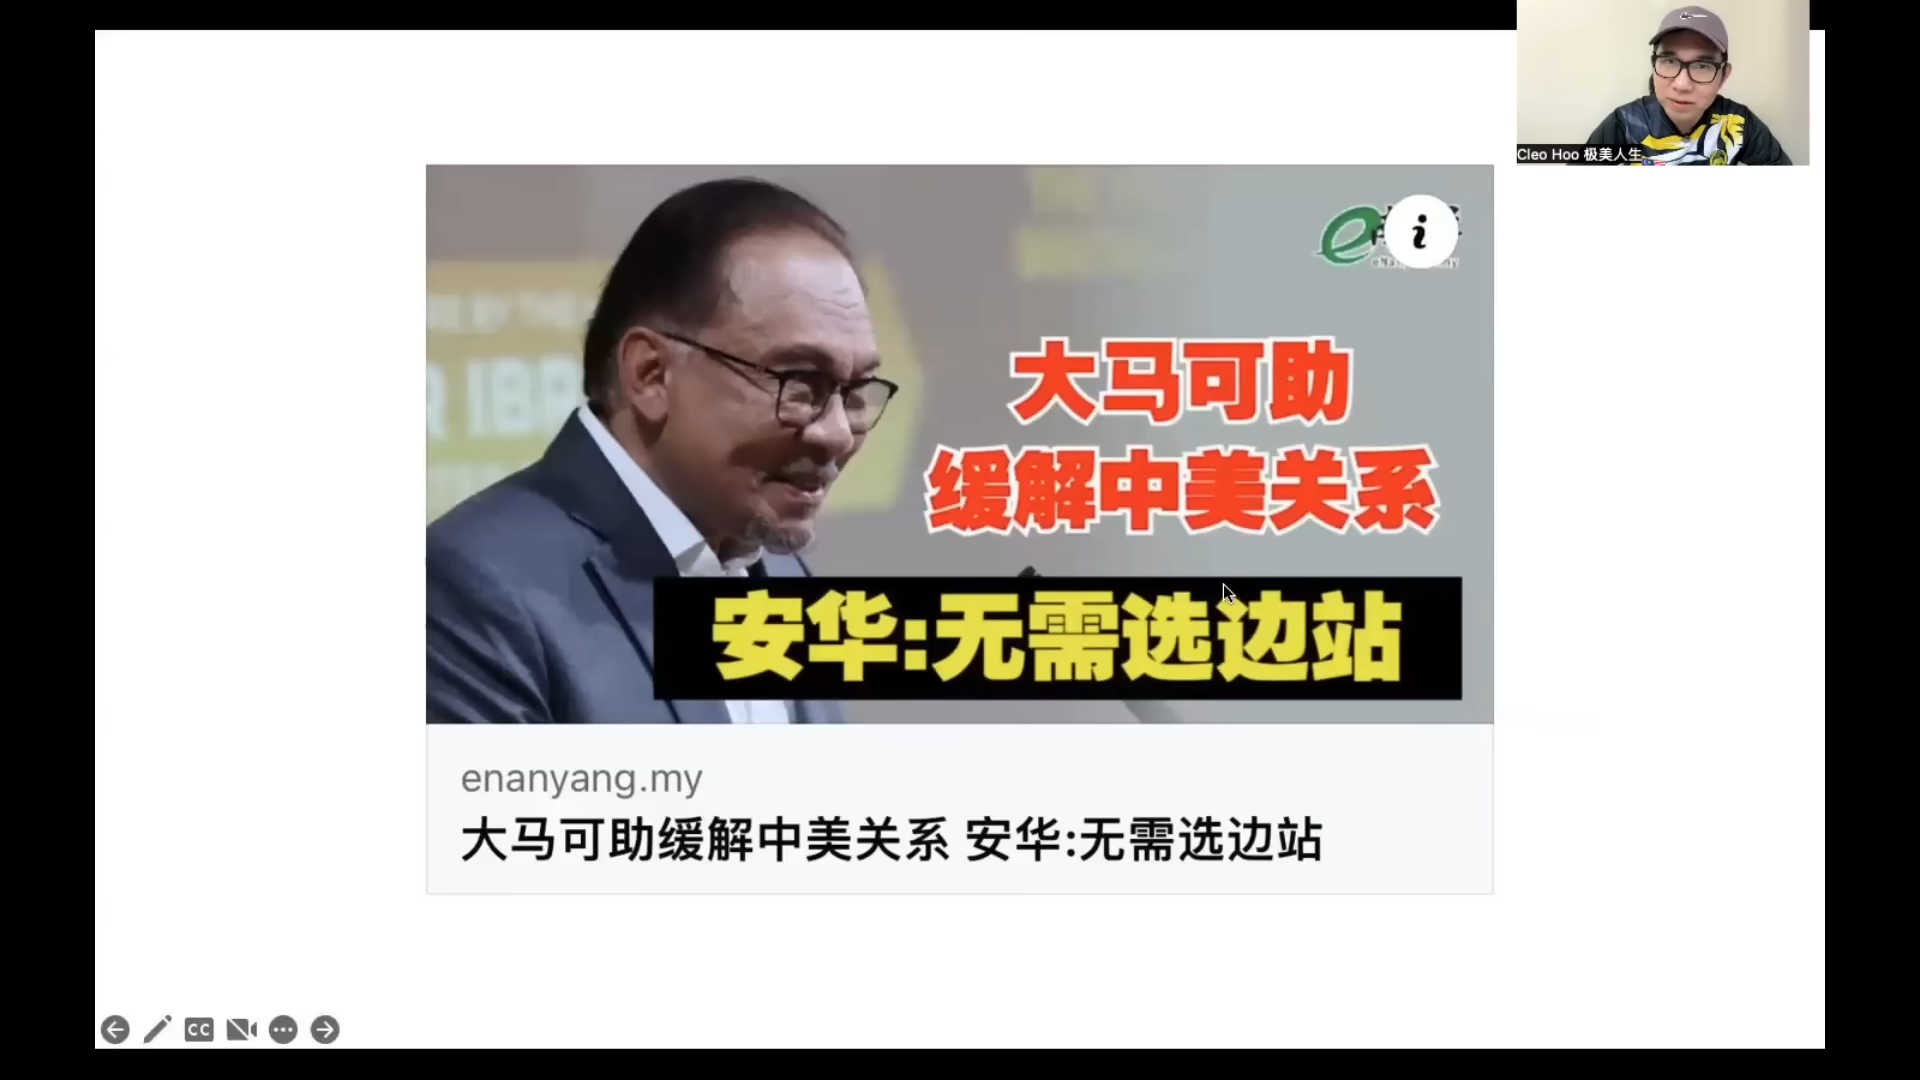 Cleo Hoo 极美人生
大马可助
缓解中美关系
安华:无需选边站
enanyang.my
大马可助缓解中美关系 安华:无需选边站
CC